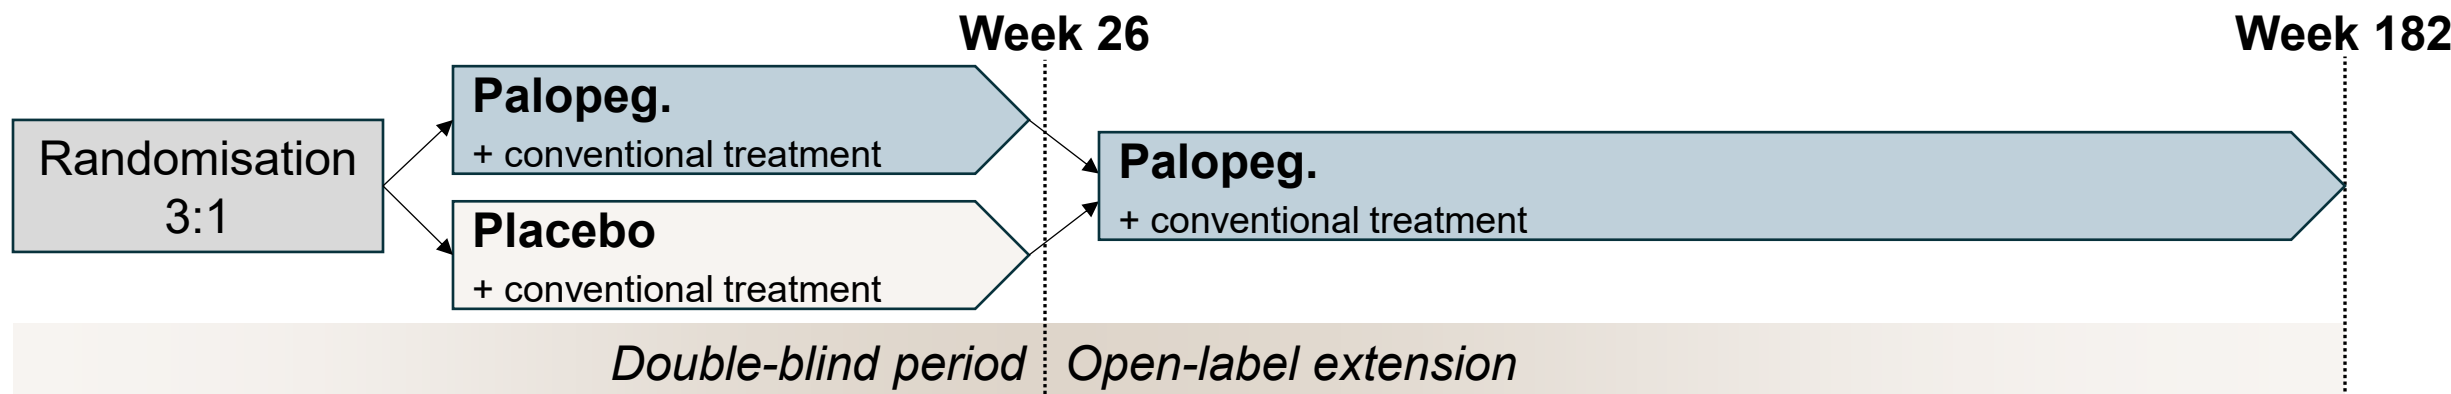 Week 26
Week 182
Randomisation
3:1
Palopeg.
+ conventional treatment
Placebo
+ conventional treatment
Palopeg.
+ conventional treatment
Double-blind period
Open-label extension